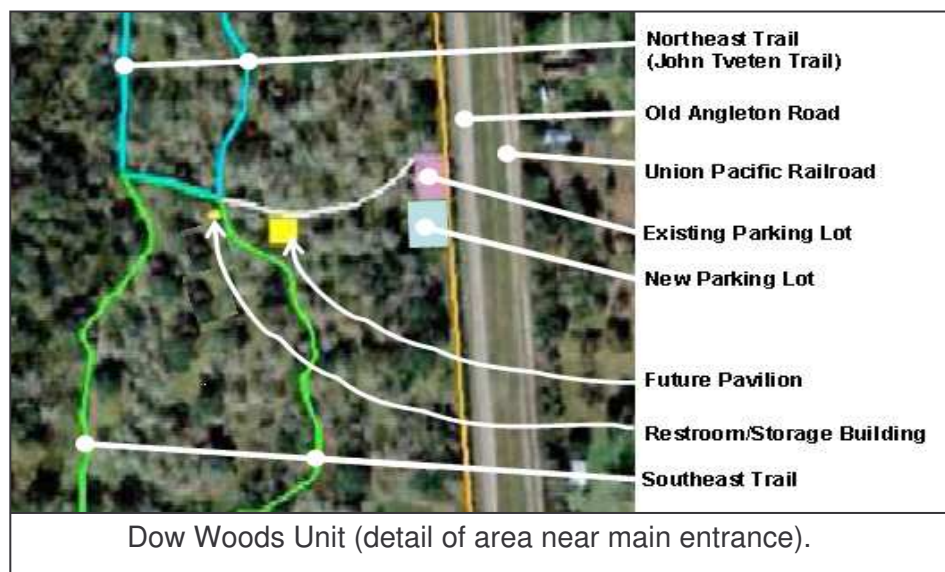 Northeast Trail
(John Tveten Trail)
Old Angleton Road
Union Pacific Railroad
Existing Parking Lot
New Parking Lot
Future Pavilion
Restroom/Storage Building
Southeast Trail
Dow Woods Unit (detail of area near main entrance).